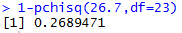 > 1-pchisq(26.7,df=23)
[1] 0.2689471